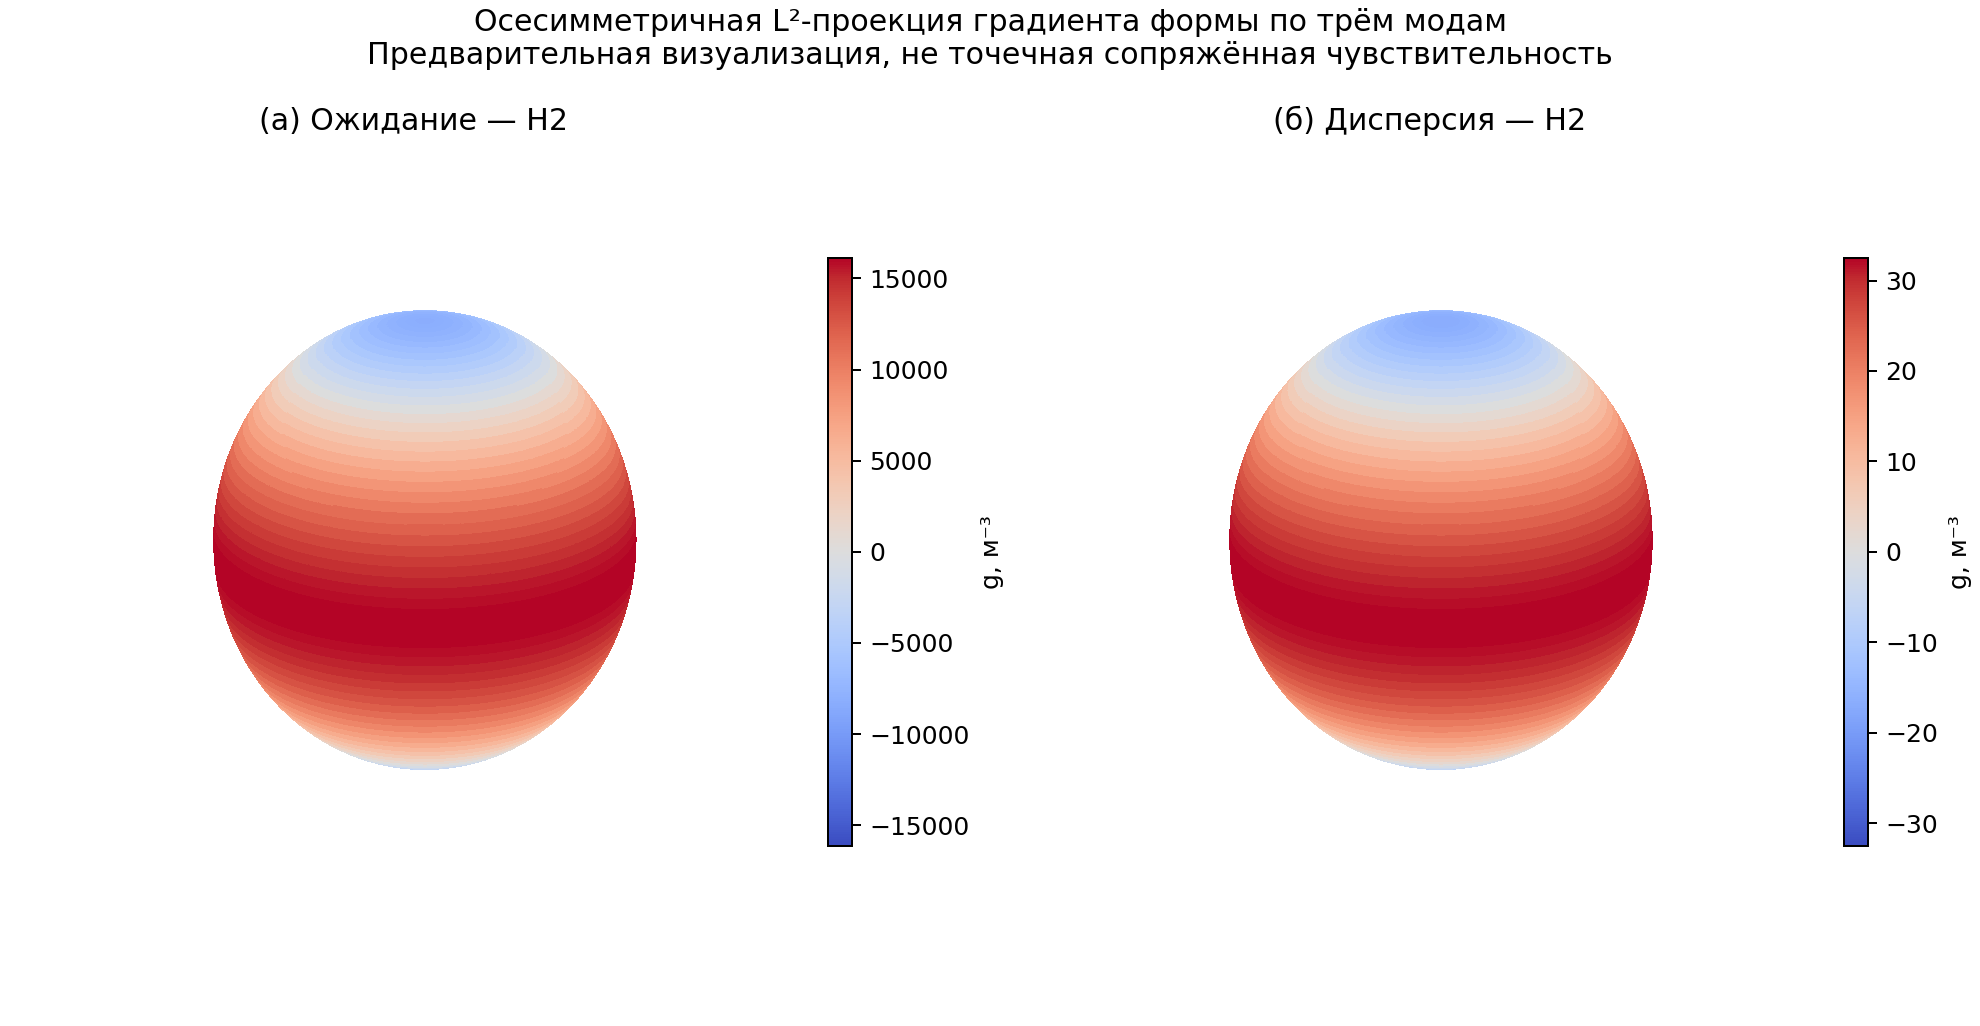 Осесимметричная L²-проекция градиента формы по трём модам
Предварительная визуализация, не точечная сопряжённая чувствительность
(а) Ожидание — H2
15000
10000
5000
0
−5000
−10000
−15000
g, м⁻³
(б) Дисперсия — H2
30
20
10
0
−10
−20
−30
g, м⁻³